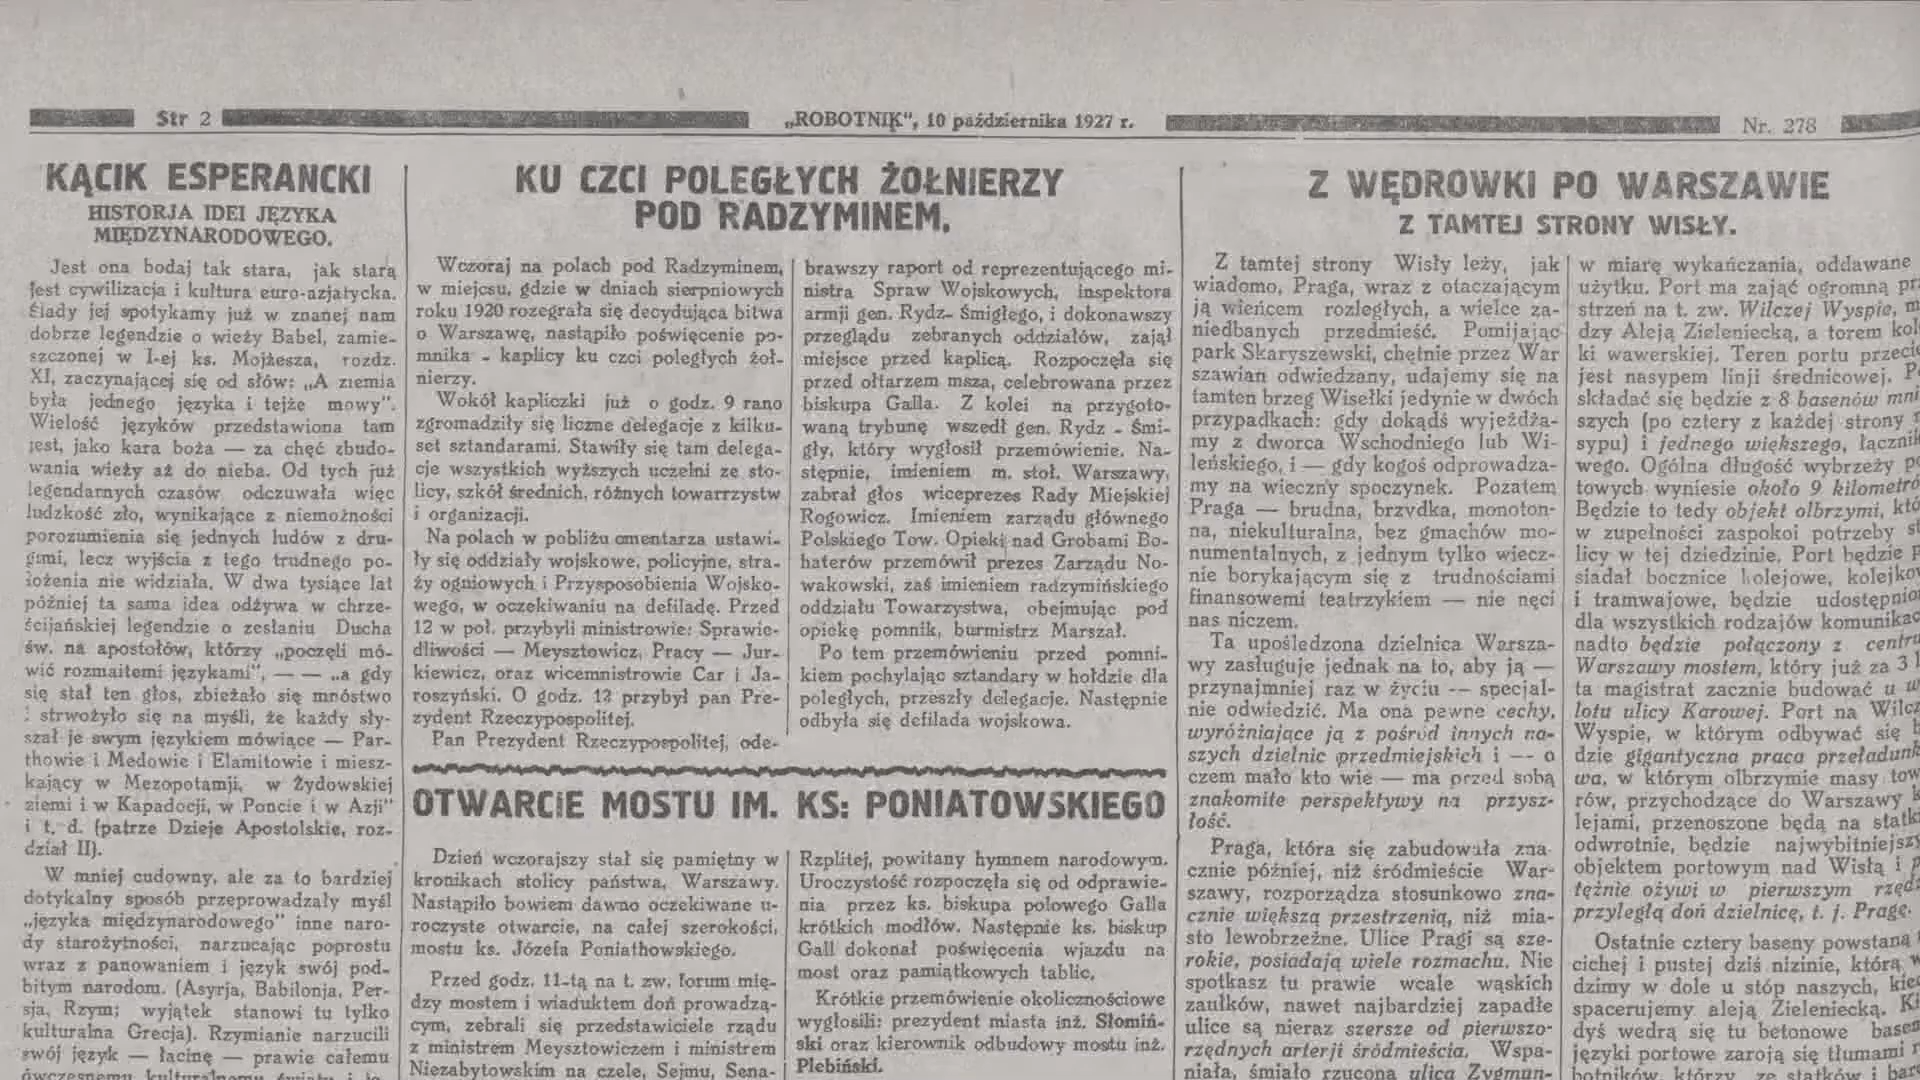 Str 2
„ROBOTNIK", 10 października 1927 r.
Nr. 278
KĄCIK ESPERANCKI
HISTORJA IDEI JĘZYKA
MIĘDZYNARODOWEGO.
Jest ona bodaj tak stara, jak starą
jest cywilizacja i kultura euro-azjatycka.
Ślady jej spotykamy już w znanej nam
dobrze legendzie o wieży Babel, zamie-
szczonej w I-ej ks. Mojżesza, rozdz.
XI, zaczynającej się od słów: „A ziemia
była jednego języka i tejże mowy".
Wielość języków przedstawiona tam
jest, jako kara boża — za chęć zbudo-
wania wieży aż do nieba. Od tych już
legendarnych czasów odczuwała więc
ludzkość zło, wynikające z niemożności
porozumienia się jednych ludów z dru-
gimi, lecz wyjścia z tego trudnego po-
łożenia nie widziała. W dwa tysiące lat
później ta sama idea odżywa w chrze-
ścijańskiej legendzie o zesłaniu Ducha
św. na apostołów, którzy „poczęli mó-
wić rozmaitemi językami", — — „a gdy
się stał ten głos, zbieżało się mnóstwo
i strwożyło się na myśli, że każdy sły-
szał je swym językiem mówiące — Par-
thowie i Medowie i Elamitowie i miesz-
kający w Mezopotamji, w Żydowskiej
ziemi i w Kapadocji, w Poncie i w Azji"
i t. d. (patrze Dzieje Apostolskie, roz-
dział II).
W mniej cudowny, ale za to bardziej
dotykalny sposób przeprowadzały myśl
„języka międzynarodowego" inne naro-
dy starożytności, narzucając poprostu
wraz z panowaniem i język swój pod-
bitym narodom. (Asyrja, Babilonja, Per-
sja, Rzym; wyjątek stanowi tu tylko
kulturalna Grecja). Rzymianie narzucili
swój język — łacinę — prawie całemu
ówczesnemu kulturalnemu światu i
KU CZCI POLEGŁYCH ŻOŁNIERZY
POD RADZYMINEM.
Wczoraj na polach pod Radzyminem,
w miejcsu, gdzie w dniach sierpniowych
roku 1920 rozegrała się decydująca bitwa
o Warszawę, nastąpiło poświęcenie po-
mnika - kaplicy ku czci poległych żoł-
nierzy.
Wokół kapliczki już o godz. 9 rano
zgromadziły się liczne delegacje z kilku-
set sztandarami. Stawiły się tam delega-
cje wszystkich wyższych uczelni ze sto-
licy, szkół średnich, różnych towarrzystw
i organizacji.
Na polach w pobliżu cmentarza ustawi-
ły się oddziały wojskowe, policyjne, stra-
ży ogniowych i Przysposobienia Wojsko-
wego, w oczekiwaniu na defiladę. Przed
12 w poł. przybyli ministrowie: Sprawie-
dliwości — Meysztowicz, Pracy — Jur-
kiewicz, oraz wicemnistrowie Car i Ja-
roszyński. O godz. 12 przybył pan Pre-
zydent Rzeczypospolitej.
Pan Prezydent Rzeczypospolitej, ode-
brawszy raport od reprezentującego mi-
nistra Spraw Wojskowych, inspektora
armji gen. Rydz- Śmigłego, i dokonawszy
przeglądu zebranych oddziałów, zajął
miejsce przed kaplicą. Rozpoczęła się
przed ołtarzem msza, celebrowana przez
biskupa Galla. Z kolei na przygoto-
waną trybunę wszedł gen. Rydz - Śmi-
gły, który wygłosił przemówienie. Na-
stępnie, imieniem m. stoł. Warszawy,
zabrał głos wiceprezes Rady Miejskiej
Rogowicz. Imieniem zarządu głównego
Polskiego Tow. Opieki nad Grobami Bo-
haterów przemówił prezes Zarządu No-
wakowski, zaś imieniem radzymińskiego
oddziału Towarzystwa, obejmując pod
opiekę pomnik, burmistrz Marszał.
Po tem przemówieniu przed pomni-
kiem pochylając sztandary w hołdzie dla
poległych, przeszły delegacje. Następnie
odbyła się defilada wojskowa.
OTWARCIE MOSTU IM. KS: PONIATOWSKIEGO
Dzień wczorajszy stał się pamiętny w
kronikach stolicy państwa, Warszawy.
Nastąpiło bowiem dawno oczekiwane u-
roczyste otwarcie, na całej szerokości,
mostu ks. Józefa Poniathowskiego.
Przed godz. 11-tą na t. zw. forum mię-
dzy mostem i wiaduktem doń prowadzą-
cym, zebrali się przedstawiciele rządu
z ministrem Meysztowiczem i ministrem
Niezabytowskim na czele, Sejmu, Sena-
Rzplitej, powitany hymnem narodowym.
Uroczystość rozpoczęła się od odprawie-
nia przez ks. biskupa polowego Galla
krótkich modłów. Następnie ks. biskup
Gall dokonał poświęcenia wjazdu na
most oraz pamiątkowych tablic.
Krótkie przemówienie okolicznościowe
wygłosili: prezydent miasta inż. Słomiń-
ski oraz kierownik odbudowy mostu inż.
Plebiński.
Z WĘDROWKI PO WARSZAWIE
Z TAMTEJ STRONY WISŁY.
Z tamtej strony Wisły leży, jak
wiadomo, Praga, wraz z otaczającym
ją wieńcem rozległych, a wielce za-
niedbanych przedmieść. Pomijając
park Skaryszewski, chętnie przez War
szawian odwiedzany, udajemy się na
tamten brzeg Wisełki jedynie w dwóch
przypadkach: gdy dokądś wyjeżdża-
my z dworca Wschodniego lub Wi-
leńskiego, i — gdy kogoś odprowadza-
my na wieczny spoczynek. Pozatem
Praga — brudna, brzydka, monoton-
na, niekulturalna, bez gmachów mo-
numentalnych, z jednym tylko wiecz-
nie borykającym się z trudnościami
finansowemi teatrzykiem — nie nęci
nas niczem.
Ta upośledzona dzielnica Warsza-
wy zasługuje jednak na to, aby ją —
przynajmniej raz w życiu — specjal-
nie odwiedzić. Ma ona pewne cechy,
wyróżniające ją z pośród innych na-
szych dzielnic przedmiejskich i — o
czem mało kto wie — ma przed sobą
znakomite perspektywy na przysz-
łość.
Praga, która się zabudowała zna-
cznie później, niż śródmieście War-
szawy, rozporządza stosunkowo zna-
cznie większą przestrzenią, niż mia-
sto lewobrzeżne. Ulice Pragi są sze-
rokie, posiadają wiele rozmachu. Nie
spotkasz tu prawie wcale wąskich
zaułków, nawet najbardziej zapadłe
ulice są nieraz szersze od pierwszo-
rzędnych arterji śródmieścia. Wspa-
niała, śmiało rzucona ulica Zygmun-
w miarę wykańczania, oddawane
użytku. Port ma zająć ogromną
strzeń na t. zw. Wilczej Wyspie,
dzy Aleją Zieleniecką, a torem kol
ki wawerskiej. Teren portu
jest nasypem linji średnicowej.
składać się będzie z 8 basenów
szych (po cztery z każdej strony
sypu) i jednego większego,
wego. Ogólna długość wybrzeży
towych wyniesie około 9
Będzie to tedy objekt olbrzymi,
w zupełności zaspokoi potrzeby
licy w tej dziedzinie. Port będzie
siadał bocznice kolejowe,
i tramwajowe, będzie
dla wszystkich rodzajów
nadto będzie połączony z
Warszawy mostem, który już za 3
ta magistrat zacznie budować u
lotu ulicy Karowej. Port na
Wyspie, w którym odbywać się
dzie gigantyczna praca
wa, w którym olbrzymie masy
rów, przychodzące do Warszawy
lejami, przenoszone będą na
odwrotnie, będzie
objektem portowym nad Wisłą i
tężnie ożywi w pierwszym
przyległą doń dzielnicę, t. j. Pragę.
Ostatnie cztery baseny powstaną
cichej i pustej dziś nizinie, którą
dzimy w dole u stóp naszych,
spacerujemy aleją Zieleniecką.
dyś wedrą się tu betonowe
języki portowe zaroją się tłumami
botników, którzy ze statków i